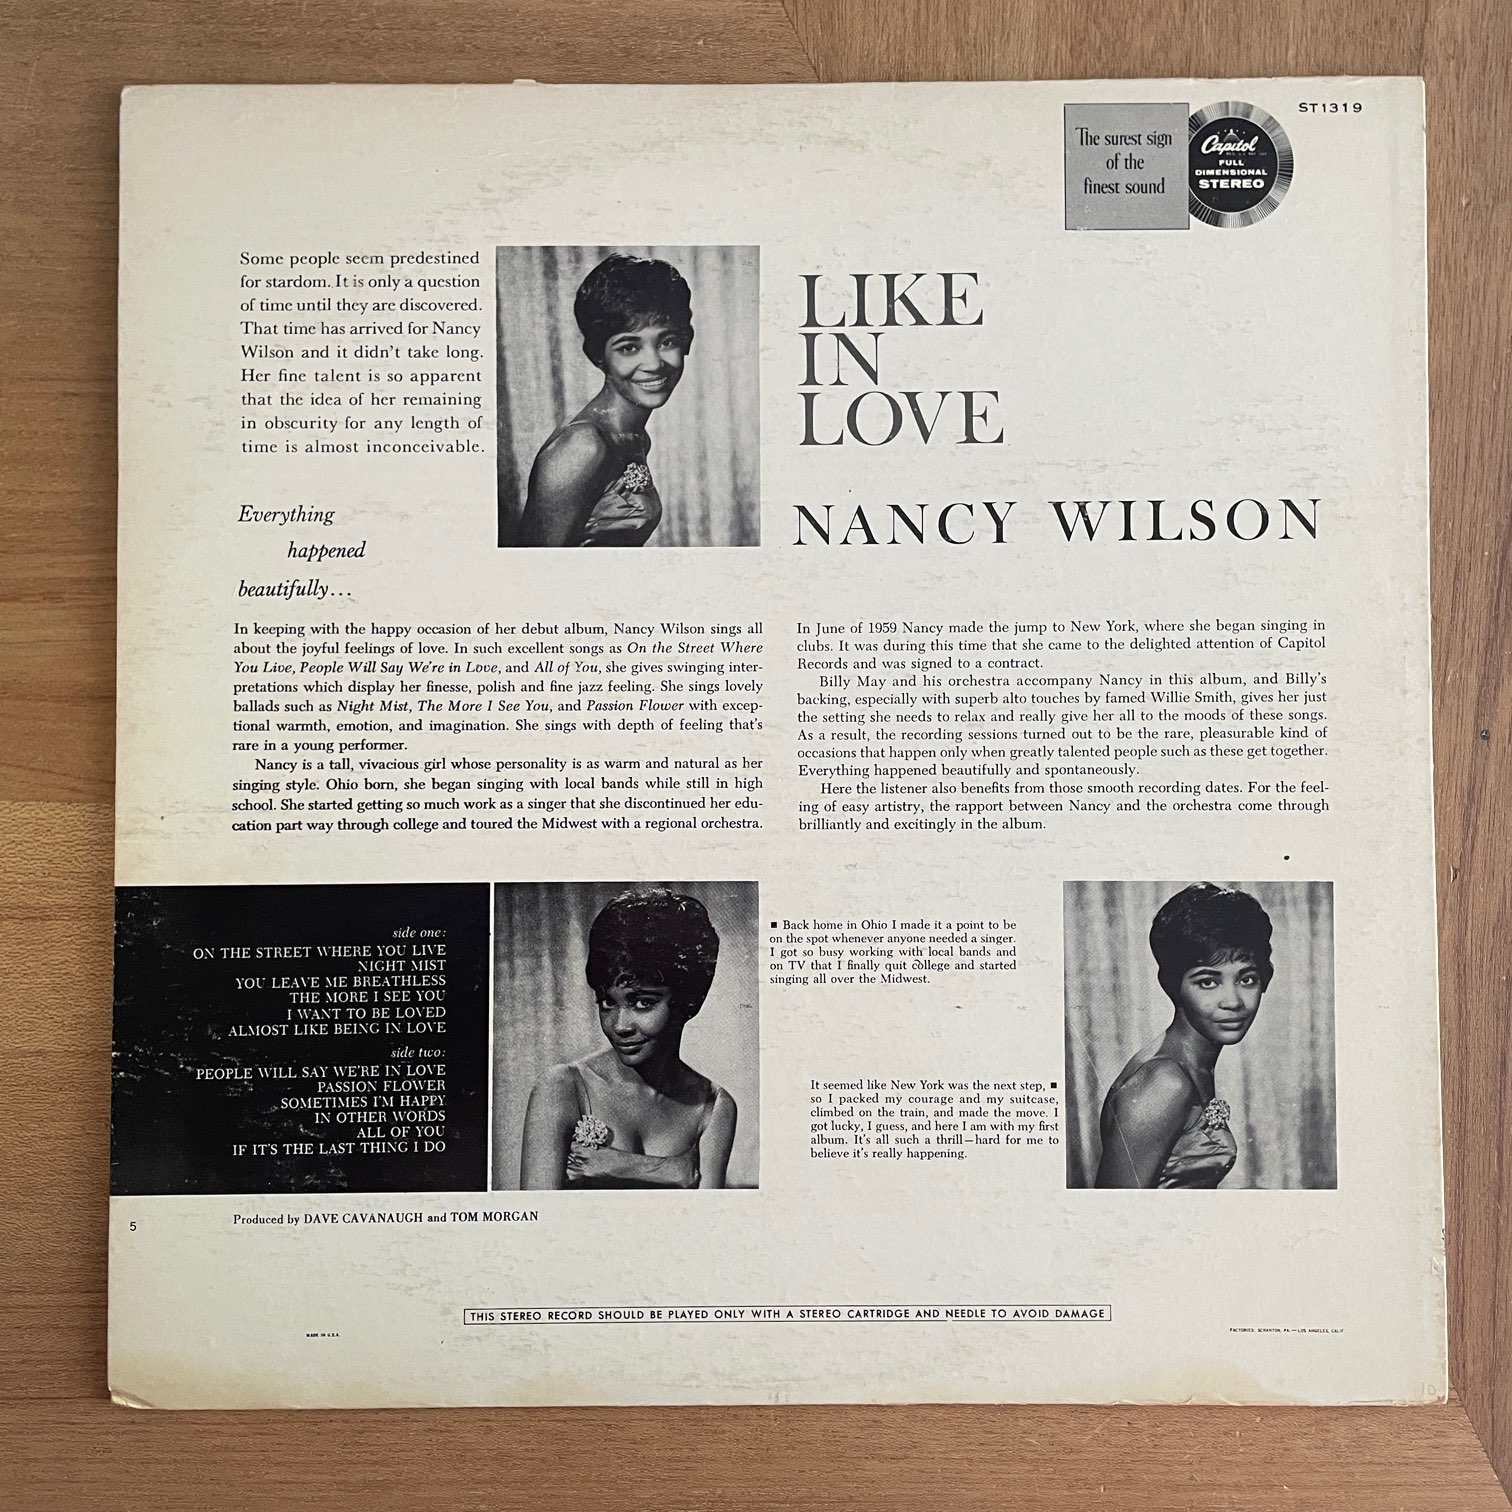 ST1319
The surest sign
of the
finest sound
Capitol
FULL
DIMENSIONAL
STEREO
Some people seem predestined
for stardom. It is only a question
of time until they are discovered.
That time has arrived for Nancy
Wilson and it didn't take long.
Her fine talent is so apparent
that the idea of her remaining
in obscurity for any length of
time is almost inconceivable.
LIKE
IN
LOVE
NANCY WILSON
Everything
happened
beautifully...
In keeping with the happy occasion of her debut album, Nancy Wilson sings all
about the joyful feelings of love. In such excellent songs as On the Street Where
You Live, People Will Say We're in Love, and All of You, she gives swinging inter-
pretations which display her finesse, polish and fine jazz feeling. She sings lovely
ballads such as Night Mist, The More I See You, and Passion Flower with excep-
tional warmth, emotion, and imagination. She sings with depth of feeling that's
rare in a young performer.
Nancy is a tall, vivacious girl whose personality is as warm and natural as her
singing style. Ohio born, she began singing with local bands while still in high
school. She started getting so much work as a singer that she discontinued her edu-
cation part way through college and toured the Midwest with a regional orchestra.
In June of 1959 Nancy made the jump to New York, where she began singing in
clubs. It was during this time that she came to the delighted attention of Capitol
Records and was signed to a contract.
Billy May and his orchestra accompany Nancy in this album, and Billy's
backing, especially with superb alto touches by famed Willie Smith, gives her just
the setting she needs to relax and really give her all to the moods of these songs.
As a result, the recording sessions turned out to be the rare, pleasurable kind of
occasions that happen only when greatly talented people such as these get together.
Everything happened beautifully and spontaneously.
Here the listener also benefits from those smooth recording dates. For the feel-
ing of easy artistry, the rapport between Nancy and the orchestra come through
brilliantly and excitingly in the album.
side one:
ON THE STREET WHERE YOU LIVE
NIGHT MIST
YOU LEAVE ME BREATHLESS
THE MORE I SEE YOU
I WANT TO BE LOVED
ALMOST LIKE BEING IN LOVE
side two:
PEOPLE WILL SAY WE'RE IN LOVE
PASSION FLOWER
SOMETIMES I'M HAPPY
IN OTHER WORDS
ALL OF YOU
IF IT'S THE LAST THING I DO
■ Back home in Ohio I made it a point to be
on the spot whenever anyone needed a singer.
I got so busy working with local bands and
on TV that I finally quit college and started
singing all over the Midwest.
It seemed like New York was the next step, ■
so I packed my courage and my suitcase,
climbed on the train, and made the move. I
got lucky, I guess, and here I am with my first
album. It's all such a thrill—hard for me to
believe it's really happening.
5
Produced by DAVE CAVANAUGH and TOM MORGAN
THIS STEREO RECORD SHOULD BE PLAYED ONLY WITH A STEREO CARTRIDGE AND NEEDLE TO AVOID DAMAGE
MADE IN U.S.A.
FACTORIES: SCRANTON, PA.—LOS ANGELES, CALIF.